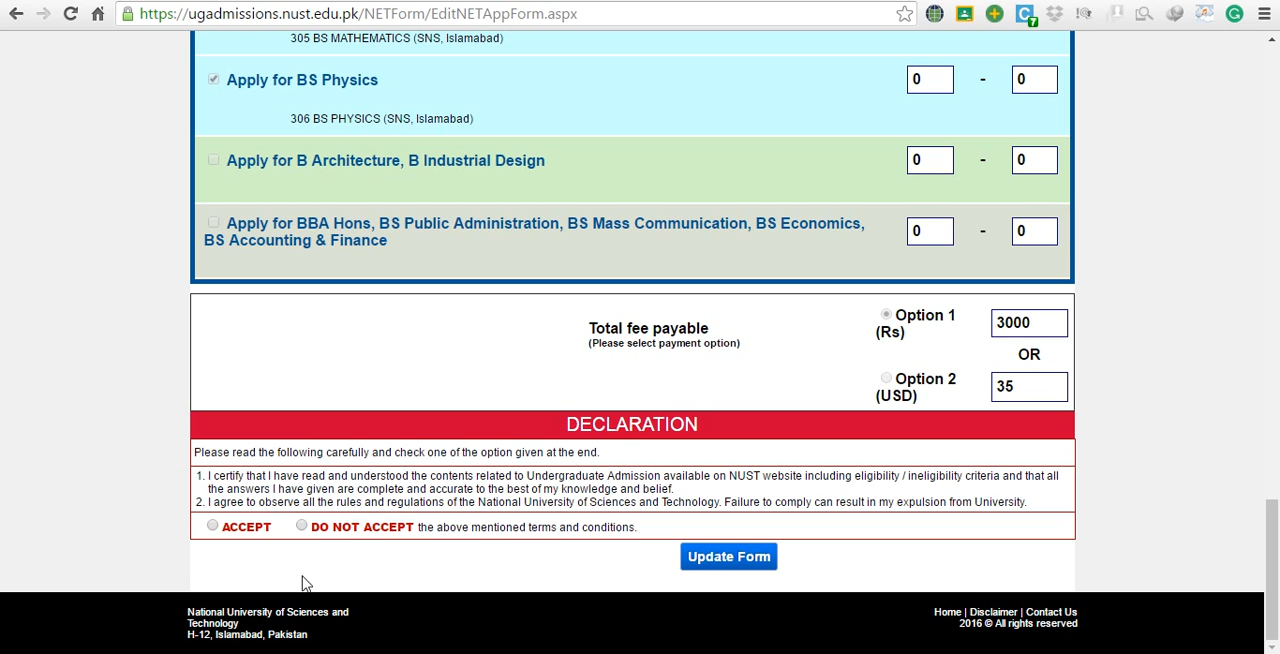 https://ugadmissions.nust.edu.pk/NETForm/EditNETAppForm.aspx
7
305 BS MATHEMATICS (SNS, Islamabad)
Apply for BS Physics 0 - 0
306 BS PHYSICS (SNS, Islamabad)
Apply for B Architecture, B Industrial Design 0 - 0
Apply for BBA Hons, BS Public Administration, BS Mass Communication, BS Economics,
BS Accounting & Finance
0 - 0
Total fee payable
(Please select payment option)
Option 1
(Rs)
3000
OR
Option 2
(USD)
35
DECLARATION
Please read the following carefully and check one of the option given at the end.
1. I certify that I have read and understood the contents related to Undergraduate Admission available on NUST website including eligibility / ineligibility criteria and that all
the answers I have given are complete and accurate to the best of my knowledge and belief.
2. I agree to observe all the rules and regulations of the National University of Sciences and Technology. Failure to comply can result in my expulsion from University.
ACCEPT DO NOT ACCEPT the above mentioned terms and conditions.
Update Form
National University of Sciences and
Technology
H-12, Islamabad, Pakistan
Home | Disclaimer | Contact Us
2016 © All rights reserved